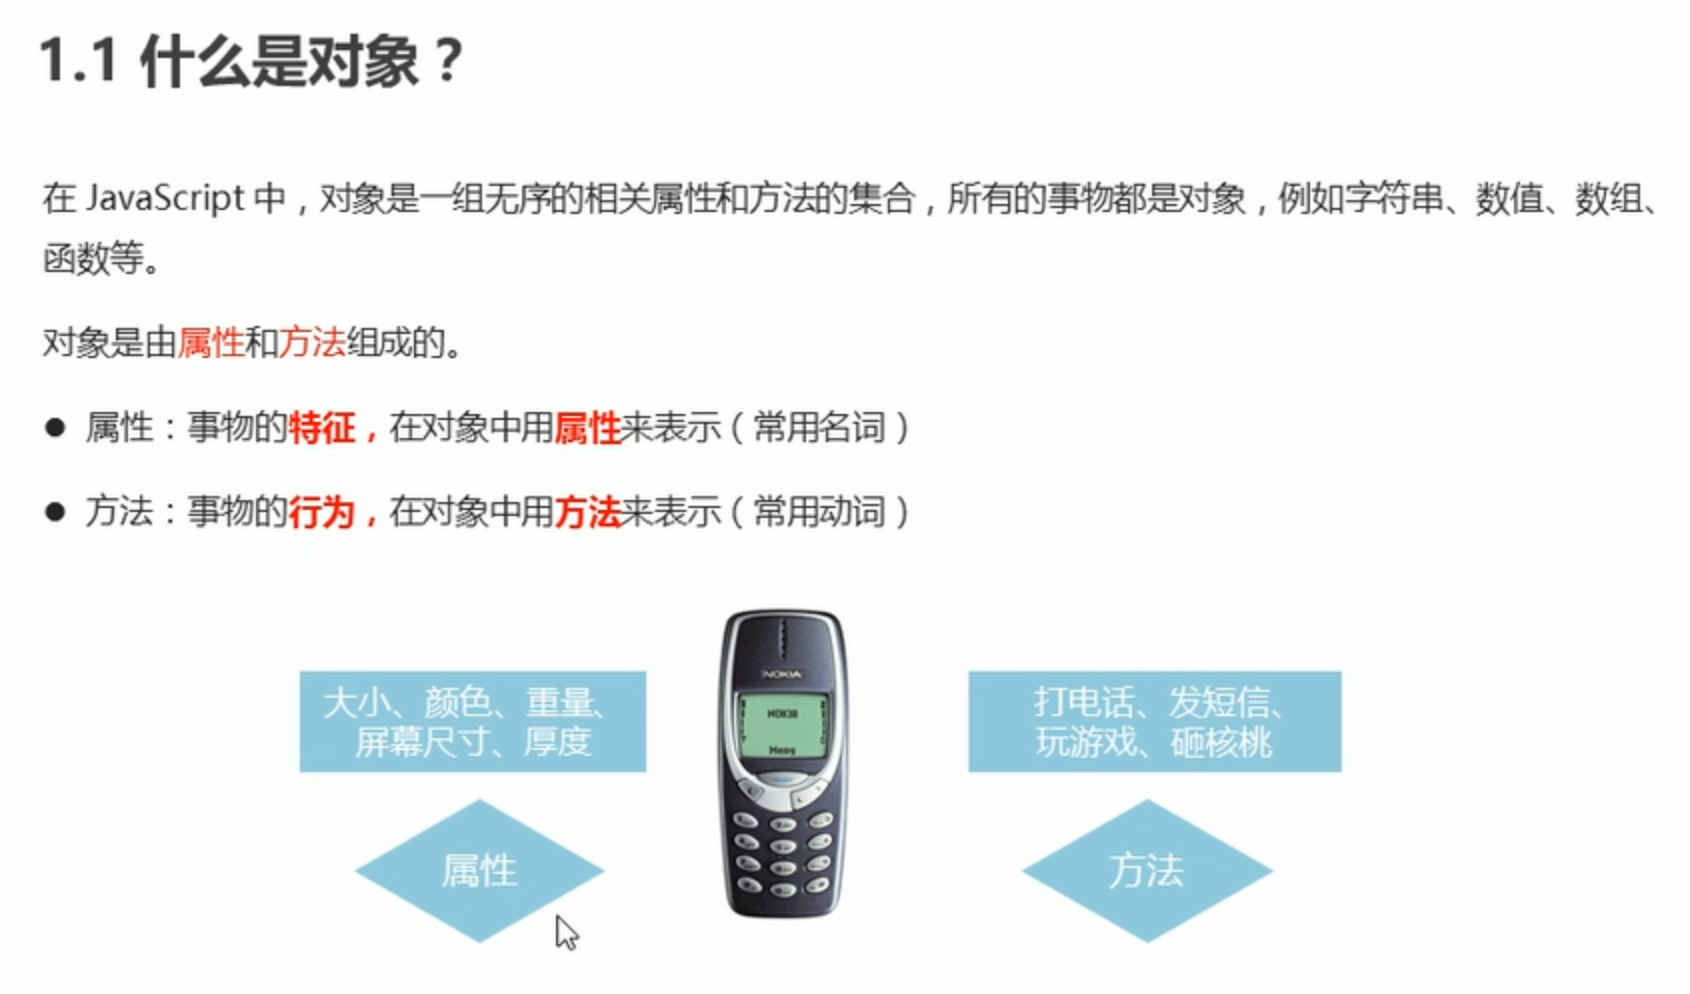 1.1 什么是对象？
在 JavaScript 中，对象是一组无序的相关属性和方法的集合，所有的事物都是对象，例如字符串、数值、数组、
函数等。
对象是由属性和方法组成的。
● 属性：事物的特征，在对象中用属性来表示（常用名词）
● 方法：事物的行为，在对象中用方法来表示（常用动词）
大小、颜色、重量、
屏幕尺寸、厚度
属性
NOKIA
NOKIA
Menu
打电话、发短信、
玩游戏、砸核桃
方法